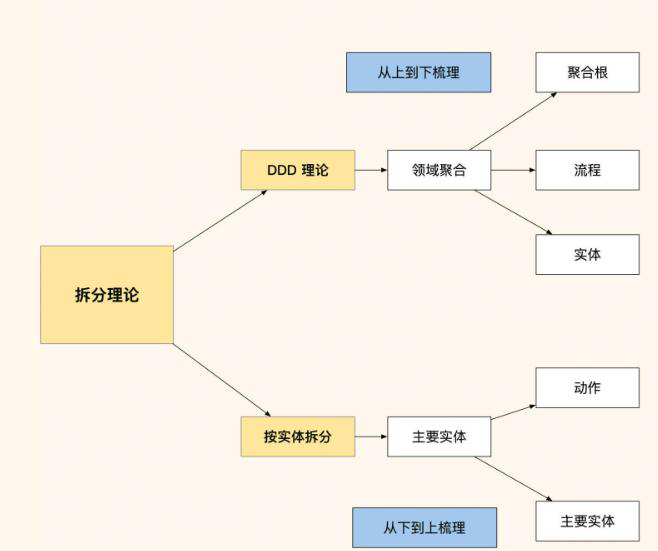 从上到下梳理
聚合根
DDD 理论
领域聚合
流程
实体
拆分理论
动作
按实体拆分
主要实体
主要实体
从下到上梳理